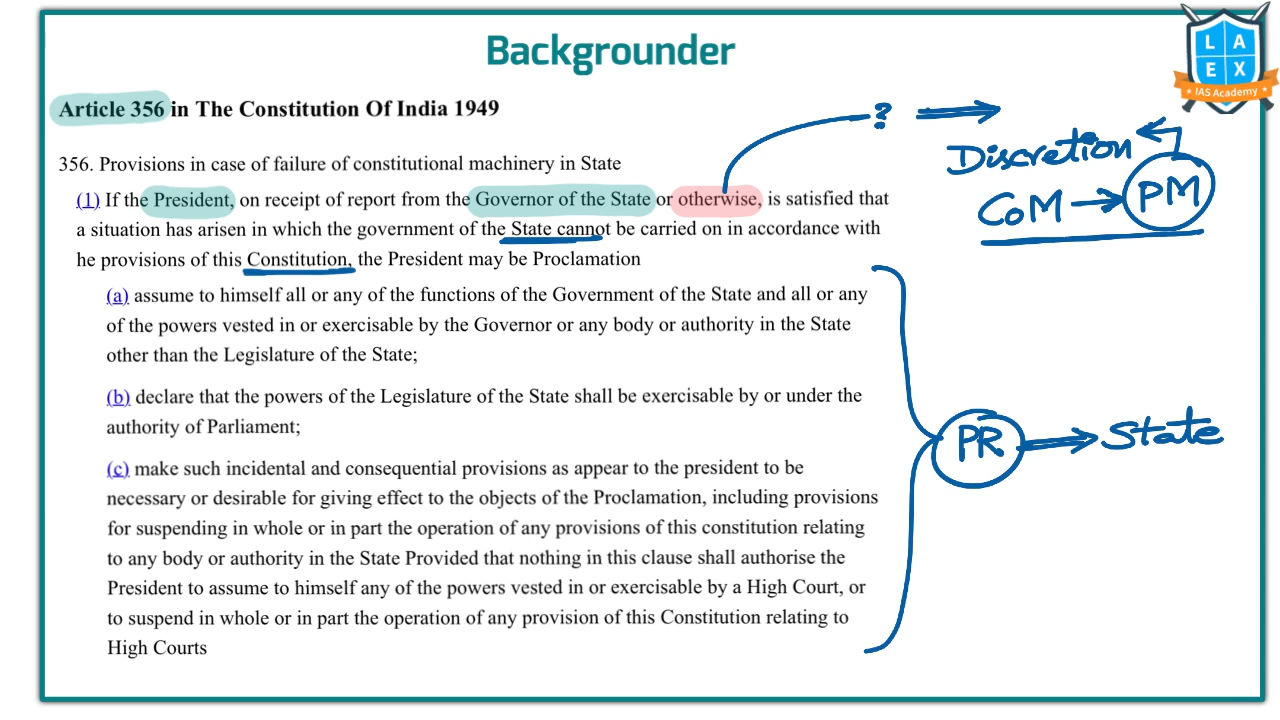 Backgrounder
L A
E X
IAS Academy
Article 356 in The Constitution Of India 1949
?
Discretion
CoM → PM
356. Provisions in case of failure of constitutional machinery in State
(1) If the President, on receipt of report from the Governor of the State or otherwise, is satisfied that
a situation has arisen in which the government of the State cannot be carried on in accordance with
he provisions of this Constitution, the President may be Proclamation
(a) assume to himself all or any of the functions of the Government of the State and all or any
of the powers vested in or exercisable by the Governor or any body or authority in the State
other than the Legislature of the State;
(b) declare that the powers of the Legislature of the State shall be exercisable by or under the
authority of Parliament;
PR → State
(c) make such incidental and consequential provisions as appear to the president to be
necessary or desirable for giving effect to the objects of the Proclamation, including provisions
for suspending in whole or in part the operation of any provisions of this constitution relating
to any body or authority in the State Provided that nothing in this clause shall authorise the
President to assume to himself any of the powers vested in or exercisable by a High Court, or
to suspend in whole or in part the operation of any provision of this Constitution relating to
High Courts